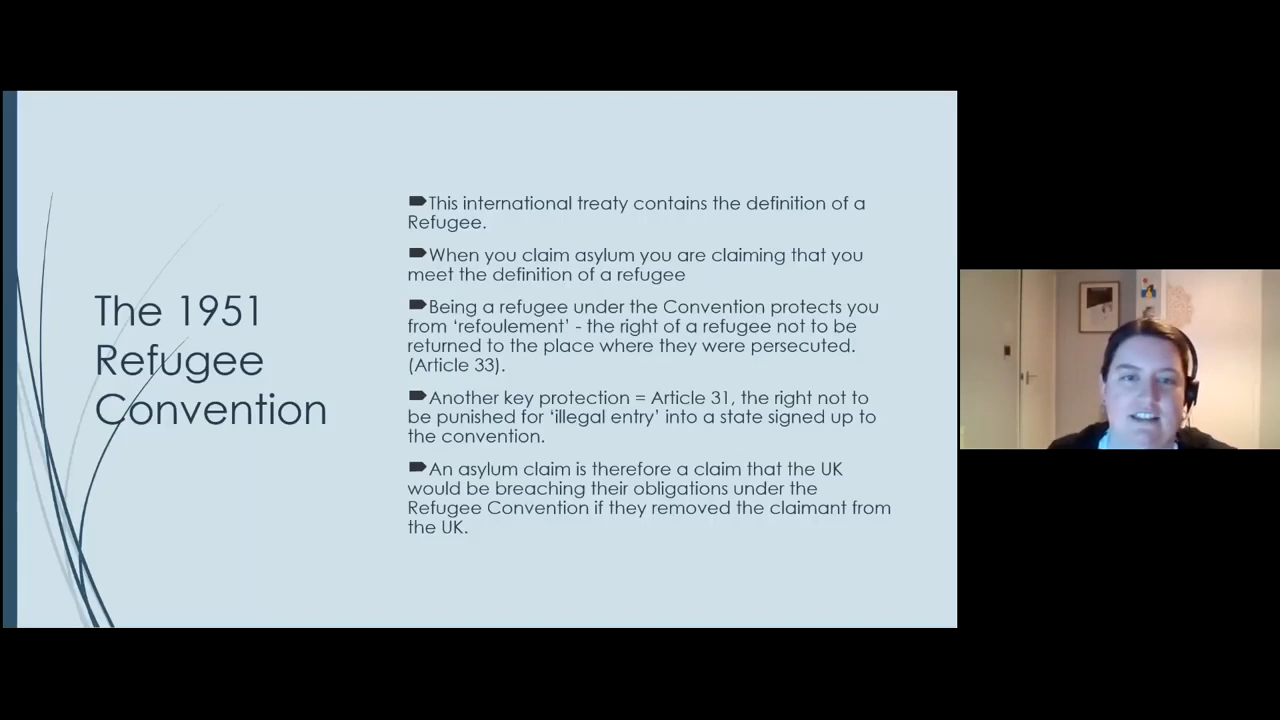 The 1951
Refugee
Convention
This international treaty contains the definition of a
Refugee.
When you claim asylum you are claiming that you
meet the definition of a refugee
Being a refugee under the Convention protects you
from ‘refoulement’ - the right of a refugee not to be
returned to the place where they were persecuted.
(Article 33).
Another key protection = Article 31, the right not to
be punished for ‘illegal entry’ into a state signed up to
the convention.
An asylum claim is therefore a claim that the UK
would be breaching their obligations under the
Refugee Convention if they removed the claimant from
the UK.